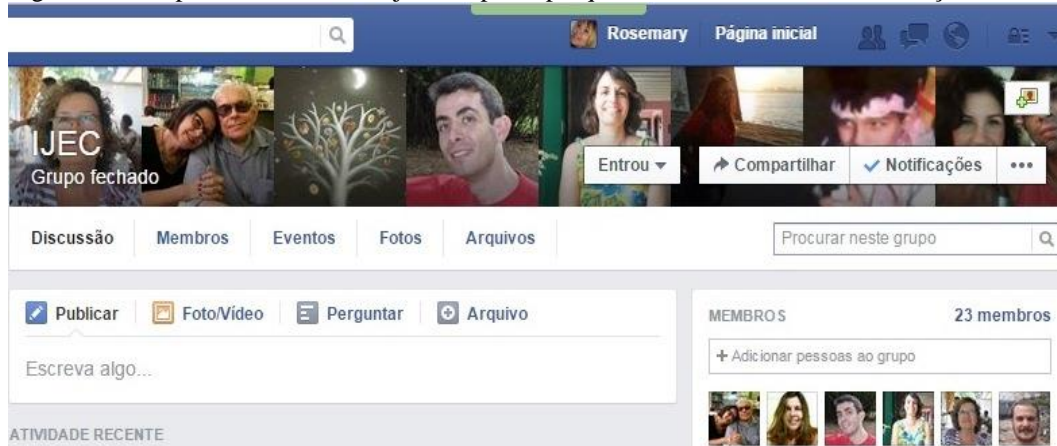 Rosemary Página inicial
IJEC
Grupo fechado
Entrou Compartilhar Notificações
Discussão Membros Eventos Fotos Arquivos
Procurar neste grupo
Publicar Foto/Vídeo Perguntar Arquivo
Escreva algo...
MEMBROS 23 membros
+ Adicionar pessoas ao grupo
ATIVIDADE RECENTE